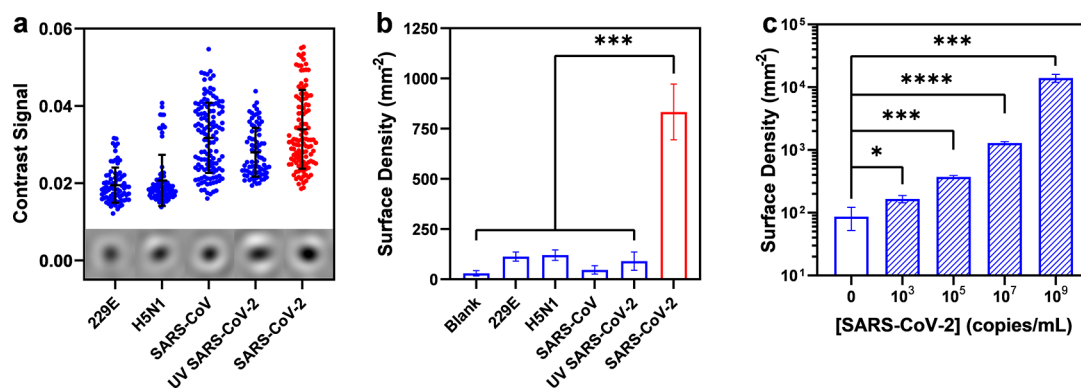 a
0.06
0.04
0.02
0.00
Contrast Signal
229E
H5N1
SARS-CoV
UV SARS-CoV-2
SARS-CoV-2
b
1250
1000
750
500
250
0
Surface Density (mm⁻²)
***
Blank
229E
H5N1
SARS-CoV
UV SARS-CoV-2
SARS-CoV-2
c
10⁵
10⁴
10³
10²
10¹
Surface Density (mm⁻²)
***
****
***
*
0
10³
10⁵
10⁷
10⁹
[SARS-CoV-2] (copies/mL)